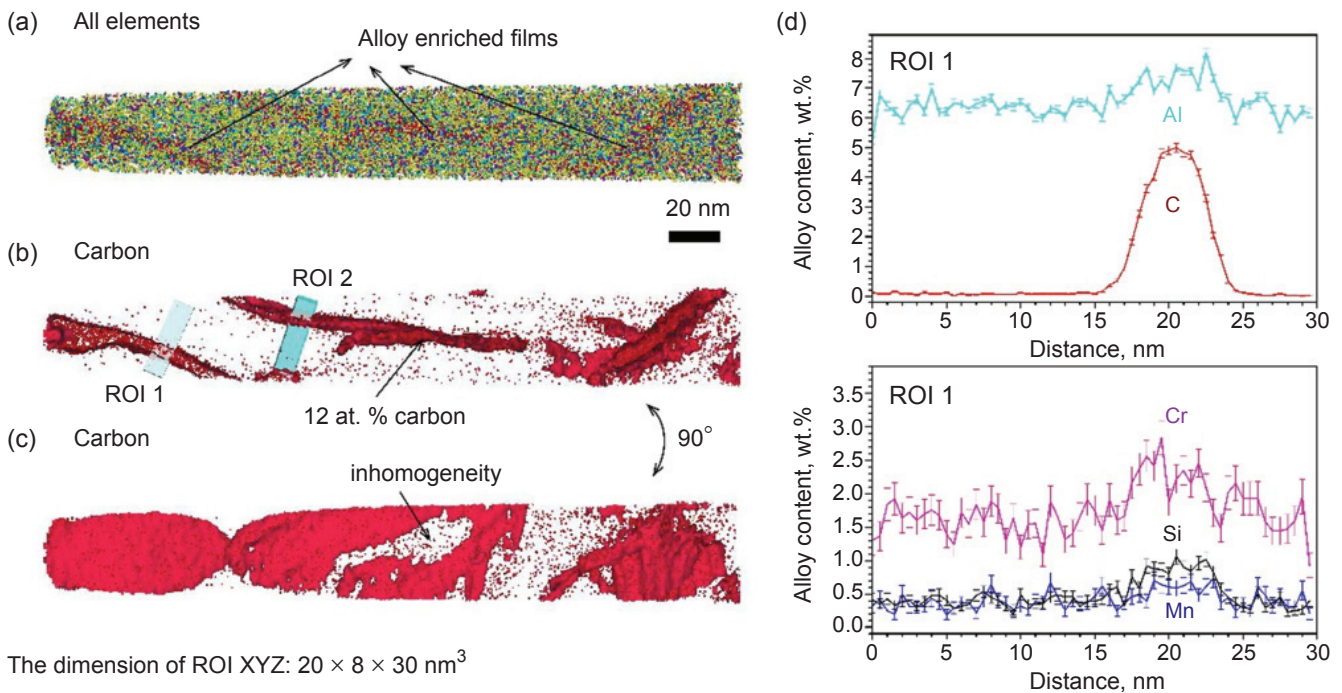 (a) All elements
Alloy enriched films
20 nm
(b) Carbon
ROI 2
ROI 1
12 at. % carbon
(c) Carbon
90°
inhomogeneity
The dimension of ROI XYZ: 20 × 8 × 30 nm³
(d)
ROI 1
Alloy content, wt.%
8
7
6
5
4
3
2
1
0
Al
C
0 5 10 15 20 25 30
Distance, nm
ROI 1
Alloy content, wt.%
3.5
3.0
2.5
2.0
1.5
1.0
0.5
0.0
Cr
Si
Mn
0 5 10 15 20 25 30
Distance, nm